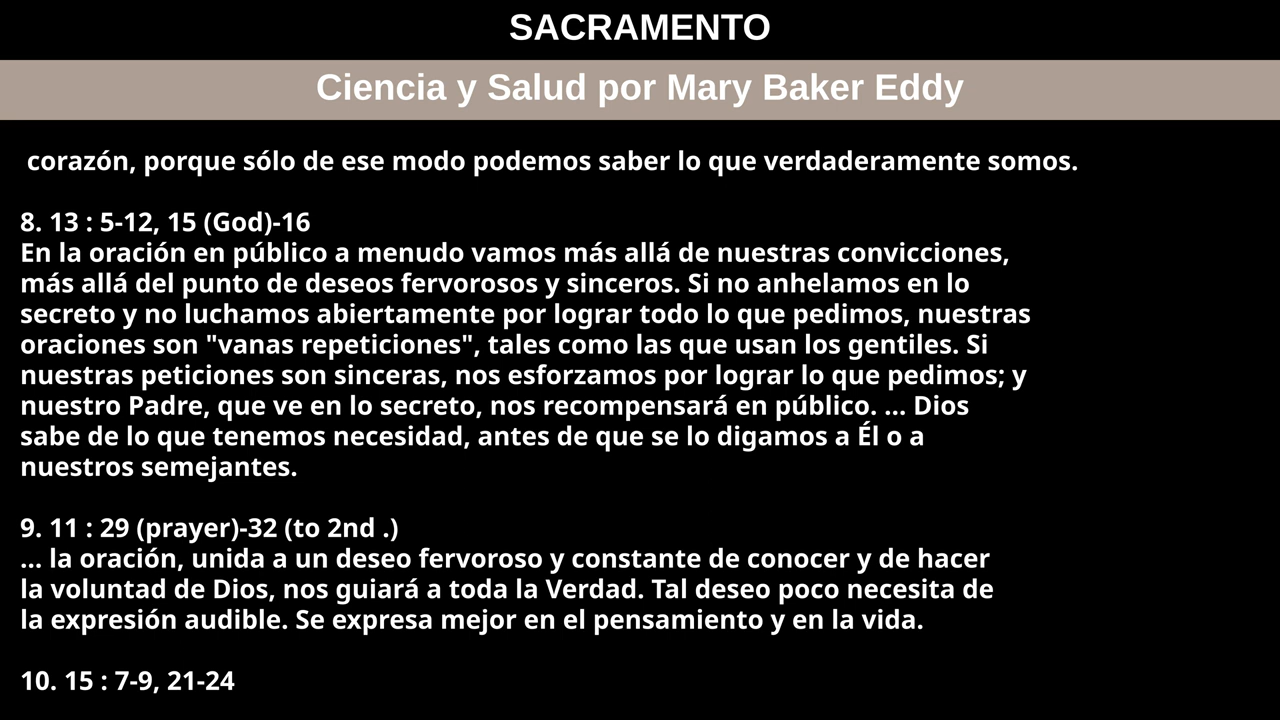 SACRAMENTO
Ciencia y Salud por Mary Baker Eddy
corazón, porque sólo de ese modo podemos saber lo que verdaderamente somos.
8. 13 : 5-12, 15 (God)-16
En la oración en público a menudo vamos más allá de nuestras convicciones,
más allá del punto de deseos fervorosos y sinceros. Si no anhelamos en lo
secreto y no luchamos abiertamente por lograr todo lo que pedimos, nuestras
oraciones son "vanas repeticiones", tales como las que usan los gentiles. Si
nuestras peticiones son sinceras, nos esforzamos por lograr lo que pedimos; y
nuestro Padre, que ve en lo secreto, nos recompensará en público. ... Dios
sabe de lo que tenemos necesidad, antes de que se lo digamos a Él o a
nuestros semejantes.
9. 11 : 29 (prayer)-32 (to 2nd .)
... la oración, unida a un deseo fervoroso y constante de conocer y de hacer
la voluntad de Dios, nos guiará a toda la Verdad. Tal deseo poco necesita de
la expresión audible. Se expresa mejor en el pensamiento y en la vida.
10. 15 : 7-9, 21-24